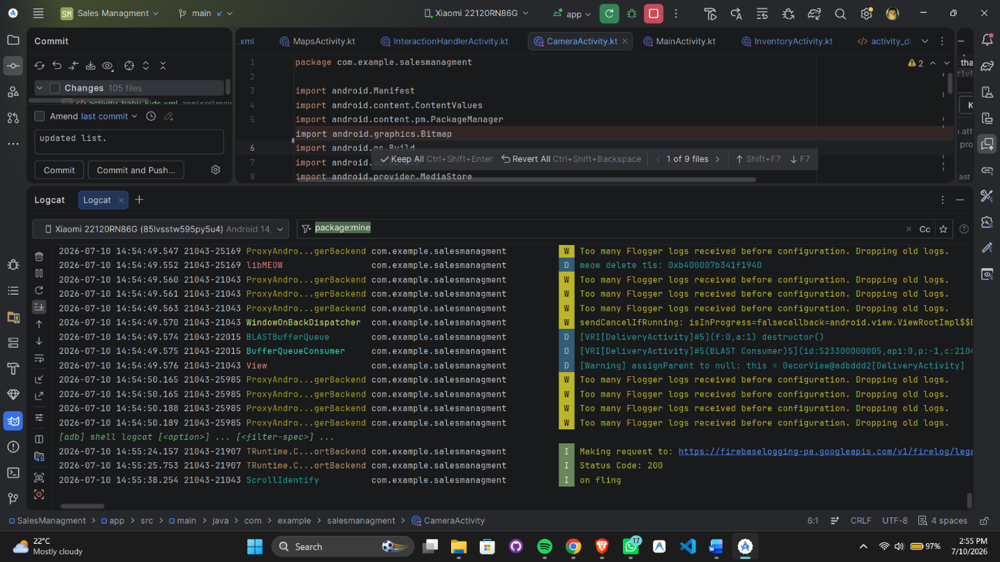 SM Sales Managment
main
Xiaomi 22120RN86G
app
Commit
.xml
MapsActivity.kt
InteractionHandlerActivity.kt
CameraActivity.kt
MainActivity.kt
InventoryActivity.kt
Changes 105 files
Amend last commit
updated list.
Commit
Commit and Push...
1 package com.example.salesmanagment
2
3 import android.Manifest
4 import android.content.ContentValues
5 import android.content.pm.PackageManager
import android.graphics.Bitmap
6 import android.os.Build
7 import android.
8 import android.provider.MediaStore
2
Keep All Ctrl+Shift+Enter
Revert All Ctrl+Shift+Backspace
1 of 9 files
Shift+F7
F7
Logcat
Logcat
Xiaomi 22120RN86G (85lvsstw595py5u4) Android 14,
package:mine
Cc
2026-07-10 14:54:49.547 21043-25169 ProxyAndro...gerBackend com.example.salesmanagment W Too many Flogger logs received before configuration. Dropping old logs.
2026-07-10 14:54:49.552 21043-25169 libMEOW com.example.salesmanagment D meow delete tls: 0xb400007b341f1940
2026-07-10 14:54:49.560 21043-21043 ProxyAndro...gerBackend com.example.salesmanagment W Too many Flogger logs received before configuration. Dropping old logs.
2026-07-10 14:54:49.561 21043-21043 ProxyAndro...gerBackend com.example.salesmanagment W Too many Flogger logs received before configuration. Dropping old logs.
2026-07-10 14:54:49.563 21043-21043 ProxyAndro...gerBackend com.example.salesmanagment W Too many Flogger logs received before configuration. Dropping old logs.
2026-07-10 14:54:49.570 21043-21043 WindowOnBackDispatcher com.example.salesmanagment W sendCancelIfRunning: isInProgress=falsecallback=android.view.ViewRootImpl$$E
2026-07-10 14:54:49.574 21043-22015 BLASTBufferQueue com.example.salesmanagment D [VRI[DeliveryActivity]#5](f:0,a:1) destructor()
2026-07-10 14:54:49.575 21043-22015 BufferQueueConsumer com.example.salesmanagment D [VRI[DeliveryActivity]#5(BLAST Consumer)5](id:523300000005,api:0,p:-1,c:2104
2026-07-10 14:54:49.576 21043-21043 View com.example.salesmanagment D [Warning] assignParent to null: this = DecorView@adbddd2[DeliveryActivity]
2026-07-10 14:54:50.165 21043-25985 ProxyAndro...gerBackend com.example.salesmanagment W Too many Flogger logs received before configuration. Dropping old logs.
2026-07-10 14:54:50.165 21043-25985 ProxyAndro...gerBackend com.example.salesmanagment W Too many Flogger logs received before configuration. Dropping old logs.
2026-07-10 14:54:50.188 21043-25985 ProxyAndro...gerBackend com.example.salesmanagment W Too many Flogger logs received before configuration. Dropping old logs.
2026-07-10 14:54:50.189 21043-25985 ProxyAndro...gerBackend com.example.salesmanagment W Too many Flogger logs received before configuration. Dropping old logs.
[adb] shell logcat [<option>] ... [<filter-spec>] ...
2026-07-10 14:55:24.157 21043-21907 TRuntime.C...ortBackend com.example.salesmanagment I Making request to: https://firebaselogging-pa.googleapis.com/v1/firelog/lega
2026-07-10 14:55:25.753 21043-21907 TRuntime.C...ortBackend com.example.salesmanagment I Status Code: 200
2026-07-10 14:55:38.254 21043-21043 ScrollIdentify com.example.salesmanagment I on fling
SalesManagment > app > src > main > java > com > example > salesmanagment > CameraActivity
6:1
CRLF
UTF-8
4 spaces
22°C
Mostly cloudy
Search
17
97%
2:55 PM
7/10/2026